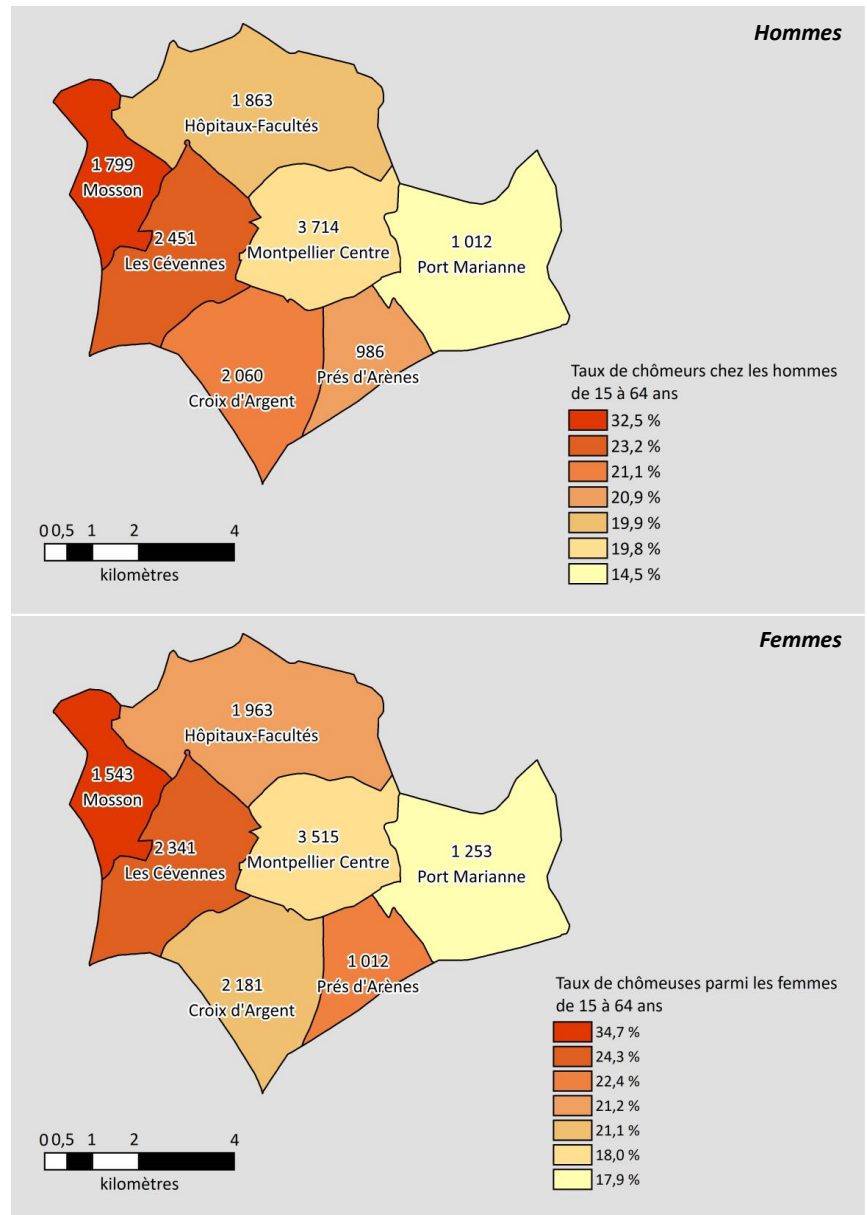 Hommes
1 863
Hôpitaux-Facultés
1 799
Mosson
3 714
Montpellier Centre
2 451
Les Cévennes
1 012
Port Marianne
986
Prés d'Arènes
2 060
Croix d'Argent
Taux de chômeurs chez les hommes
de 15 à 64 ans
32,5 %
23,2 %
21,1 %
20,9 %
19,9 %
19,8 %
14,5 %
0 0,5 1 2 4
kilomètres
Femmes
1 963
Hôpitaux-Facultés
1 543
Mosson
3 515
Montpellier Centre
2 341
Les Cévennes
1 253
Port Marianne
1 012
Prés d'Arènes
2 181
Croix d'Argent
Taux de chômeuses parmi les femmes
de 15 à 64 ans
34,7 %
24,3 %
22,4 %
21,2 %
21,1 %
18,0 %
17,9 %
0 0,5 1 2 4
kilomètres